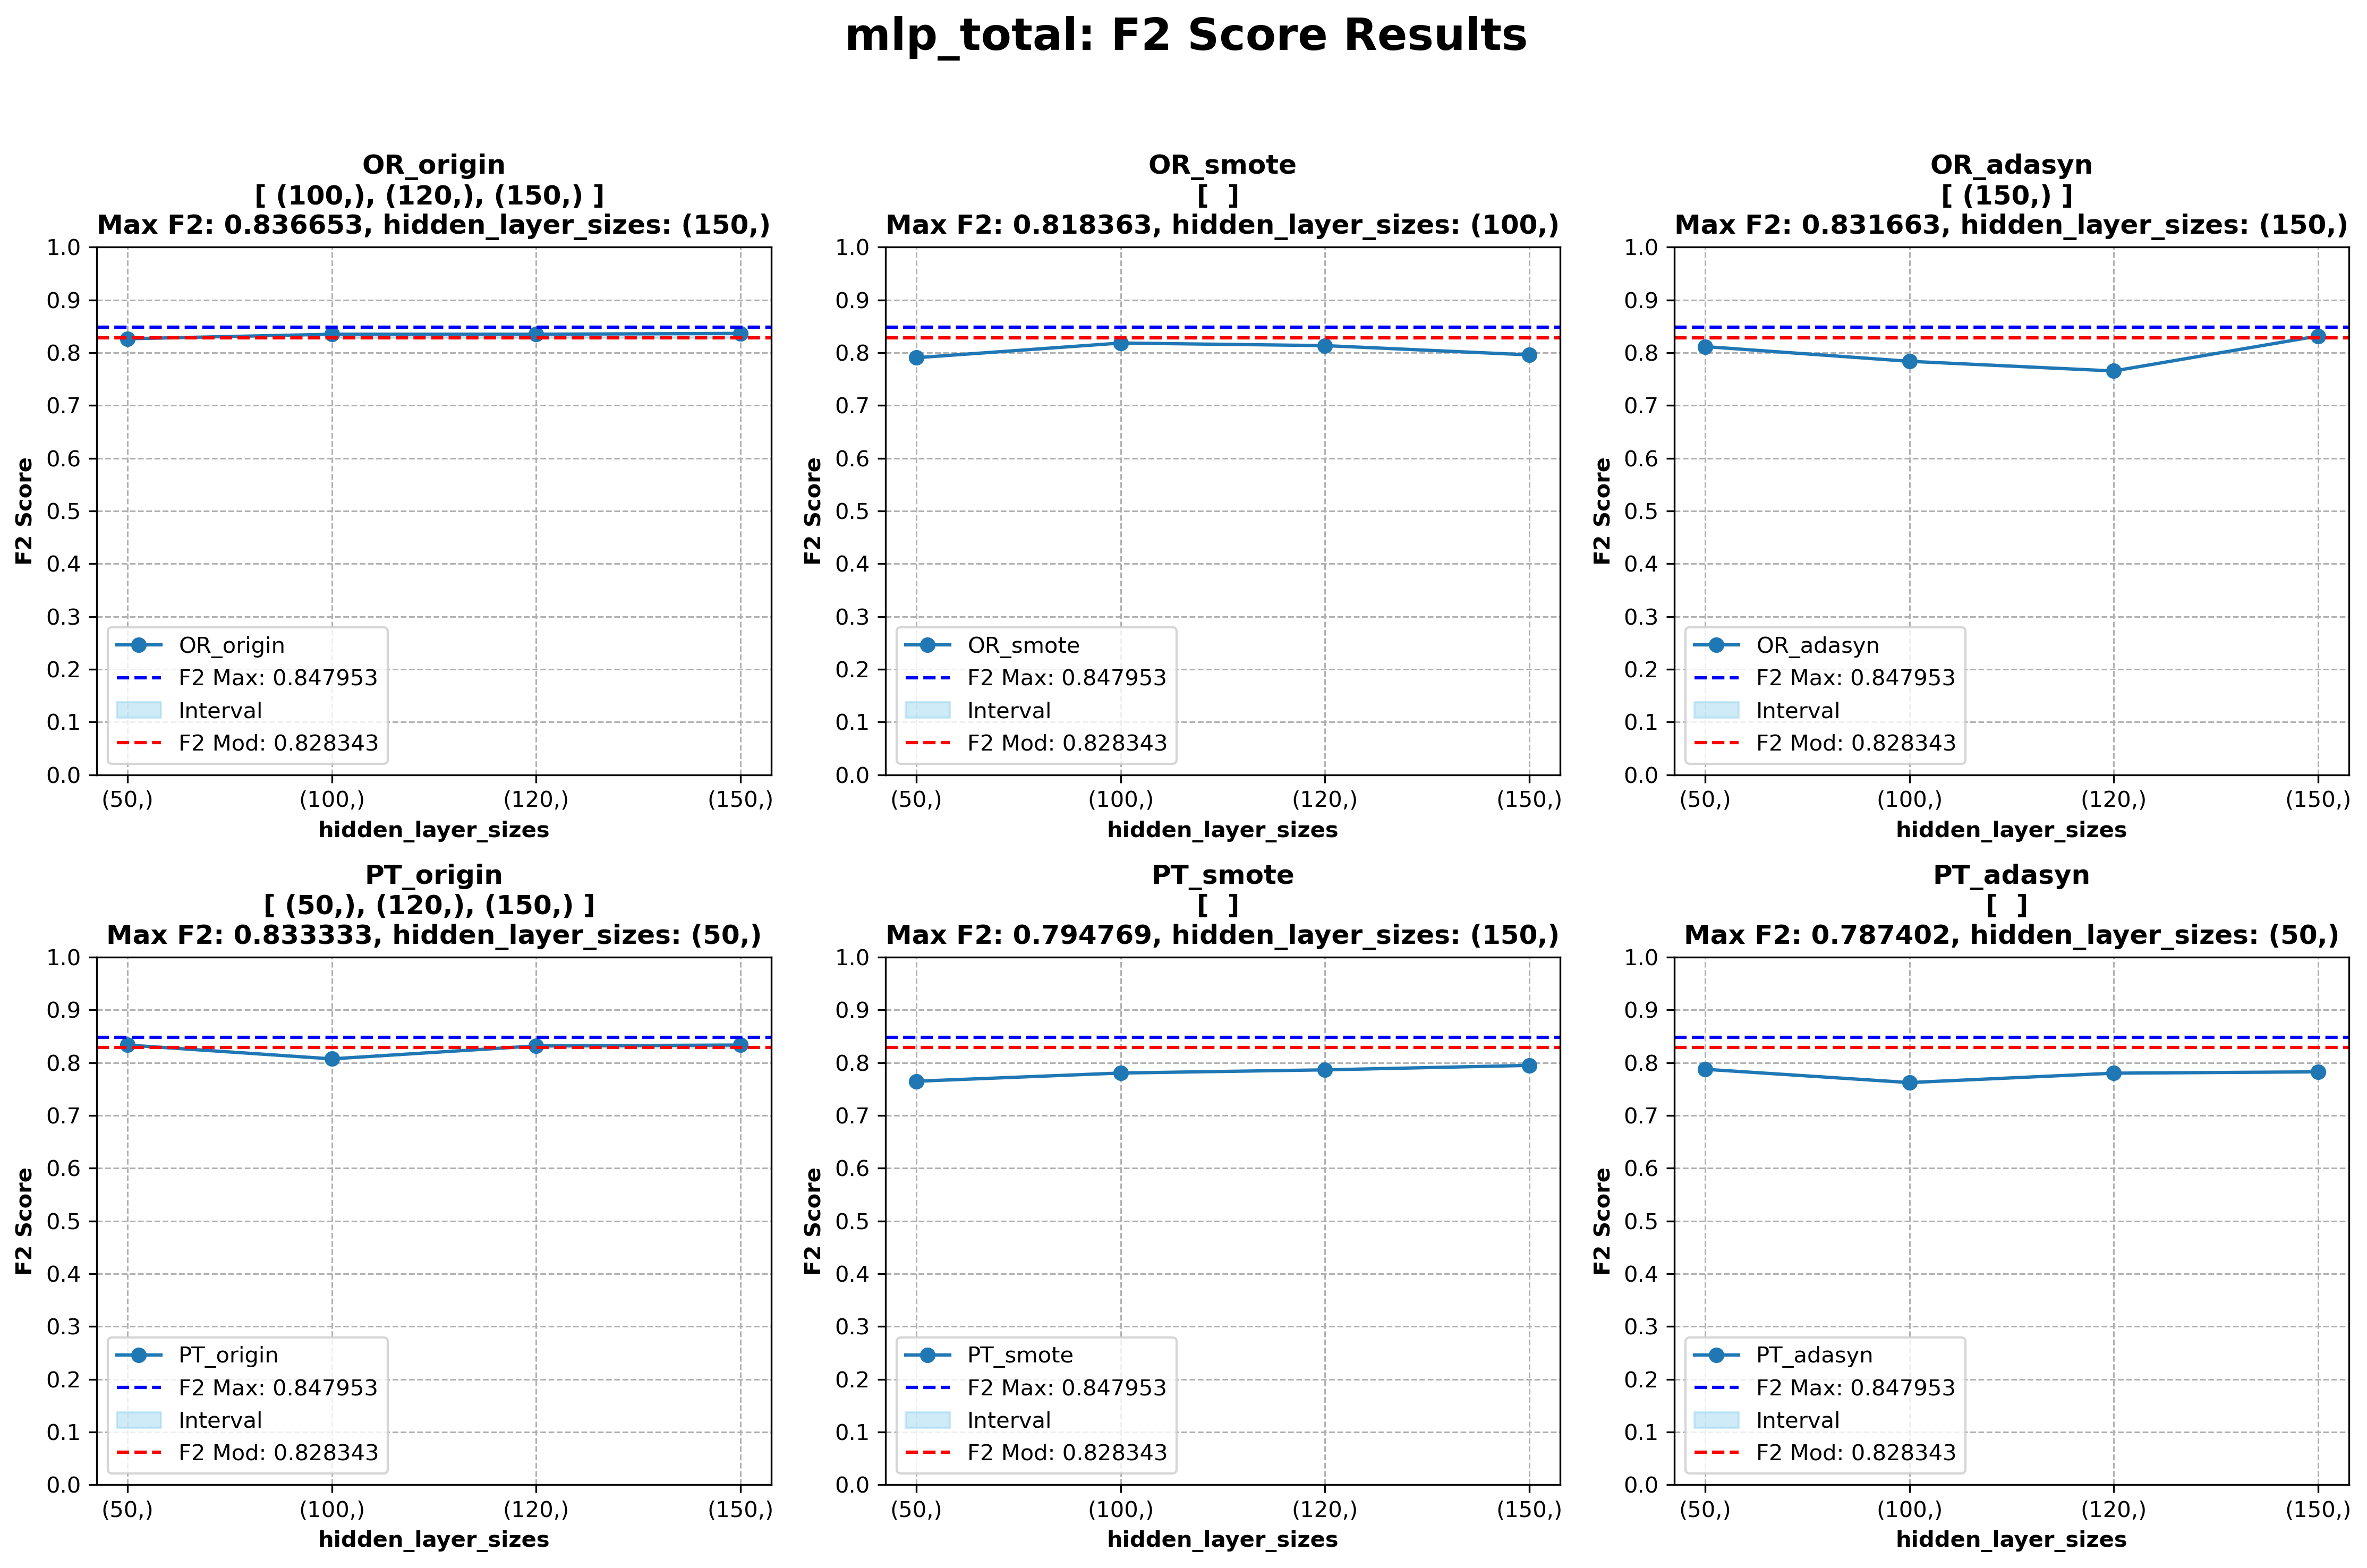 mlp_total: F2 Score Results
OR_origin
[ (100,), (120,), (150,) ]
Max F2: 0.836653, hidden_layer_sizes: (150,)
1.0
0.9
0.8
0.7
0.6
0.5
0.4
0.3
0.2
0.1
0.0
F2 Score
OR_origin
F2 Max: 0.847953
Interval
F2 Mod: 0.828343
(50,) (100,) (120,) (150,)
hidden_layer_sizes
OR_smote
[  ]
Max F2: 0.818363, hidden_layer_sizes: (100,)
1.0
0.9
0.8
0.7
0.6
0.5
0.4
0.3
0.2
0.1
0.0
F2 Score
OR_smote
F2 Max: 0.847953
Interval
F2 Mod: 0.828343
(50,) (100,) (120,) (150,)
hidden_layer_sizes
OR_adasyn
[ (150,) ]
Max F2: 0.831663, hidden_layer_sizes: (150,)
1.0
0.9
0.8
0.7
0.6
0.5
0.4
0.3
0.2
0.1
0.0
F2 Score
OR_adasyn
F2 Max: 0.847953
Interval
F2 Mod: 0.828343
(50,) (100,) (120,) (150,)
hidden_layer_sizes
PT_origin
[ (50,), (120,), (150,) ]
Max F2: 0.833333, hidden_layer_sizes: (50,)
1.0
0.9
0.8
0.7
0.6
0.5
0.4
0.3
0.2
0.1
0.0
F2 Score
PT_origin
F2 Max: 0.847953
Interval
F2 Mod: 0.828343
(50,) (100,) (120,) (150,)
hidden_layer_sizes
PT_smote
[  ]
Max F2: 0.794769, hidden_layer_sizes: (150,)
1.0
0.9
0.8
0.7
0.6
0.5
0.4
0.3
0.2
0.1
0.0
F2 Score
PT_smote
F2 Max: 0.847953
Interval
F2 Mod: 0.828343
(50,) (100,) (120,) (150,)
hidden_layer_sizes
PT_adasyn
[  ]
Max F2: 0.787402, hidden_layer_sizes: (50,)
1.0
0.9
0.8
0.7
0.6
0.5
0.4
0.3
0.2
0.1
0.0
F2 Score
PT_adasyn
F2 Max: 0.847953
Interval
F2 Mod: 0.828343
(50,) (100,) (120,) (150,)
hidden_layer_sizes